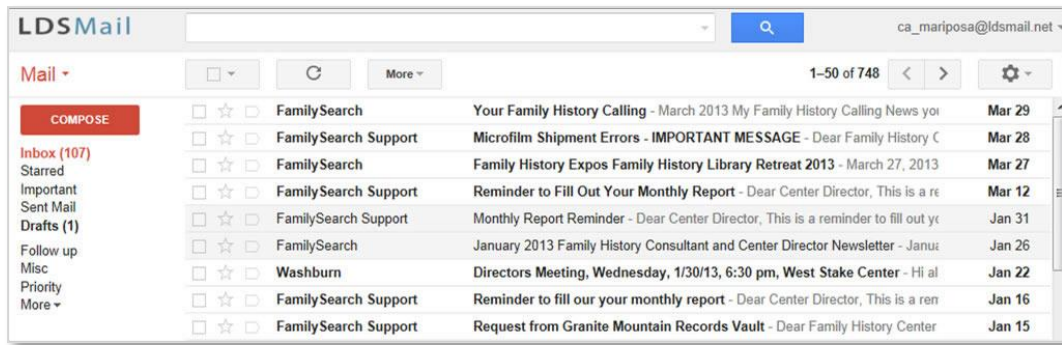 LDSMail
ca_mariposa@ldsmail.net
Mail
More
1–50 of 748
COMPOSE
Inbox (107)
Starred
Important
Sent Mail
Drafts (1)
Follow up
Misc
Priority
More
FamilySearch Your Family History Calling - March 2013 My Family History Calling News you Mar 29
FamilySearch Support Microfilm Shipment Errors - IMPORTANT MESSAGE - Dear Family History C Mar 28
FamilySearch Family History Expos Family History Library Retreat 2013 - March 27, 2013 Mar 27
FamilySearch Support Reminder to Fill Out Your Monthly Report - Dear Center Director, This is a re Mar 12
FamilySearch Support Monthly Report Reminder - Dear Center Director, This is a reminder to fill out yo Jan 31
FamilySearch January 2013 Family History Consultant and Center Director Newsletter - Janua Jan 26
Washburn Directors Meeting, Wednesday, 1/30/13, 6:30 pm, West Stake Center - Hi al Jan 22
FamilySearch Support Reminder to fill our your monthly report - Dear Center Director, This is a rem Jan 16
FamilySearch Support Request from Granite Mountain Records Vault - Dear Family History Center Jan 15